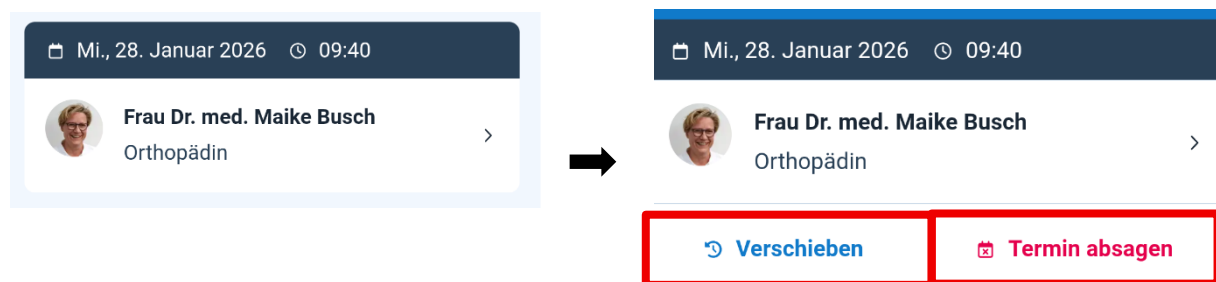 Mi., 28. Januar 2026 09:40
Frau Dr. med. Maike Busch
Orthopädin
Mi., 28. Januar 2026 09:40
Frau Dr. med. Maike Busch
Orthopädin
Verschieben Termin absagen